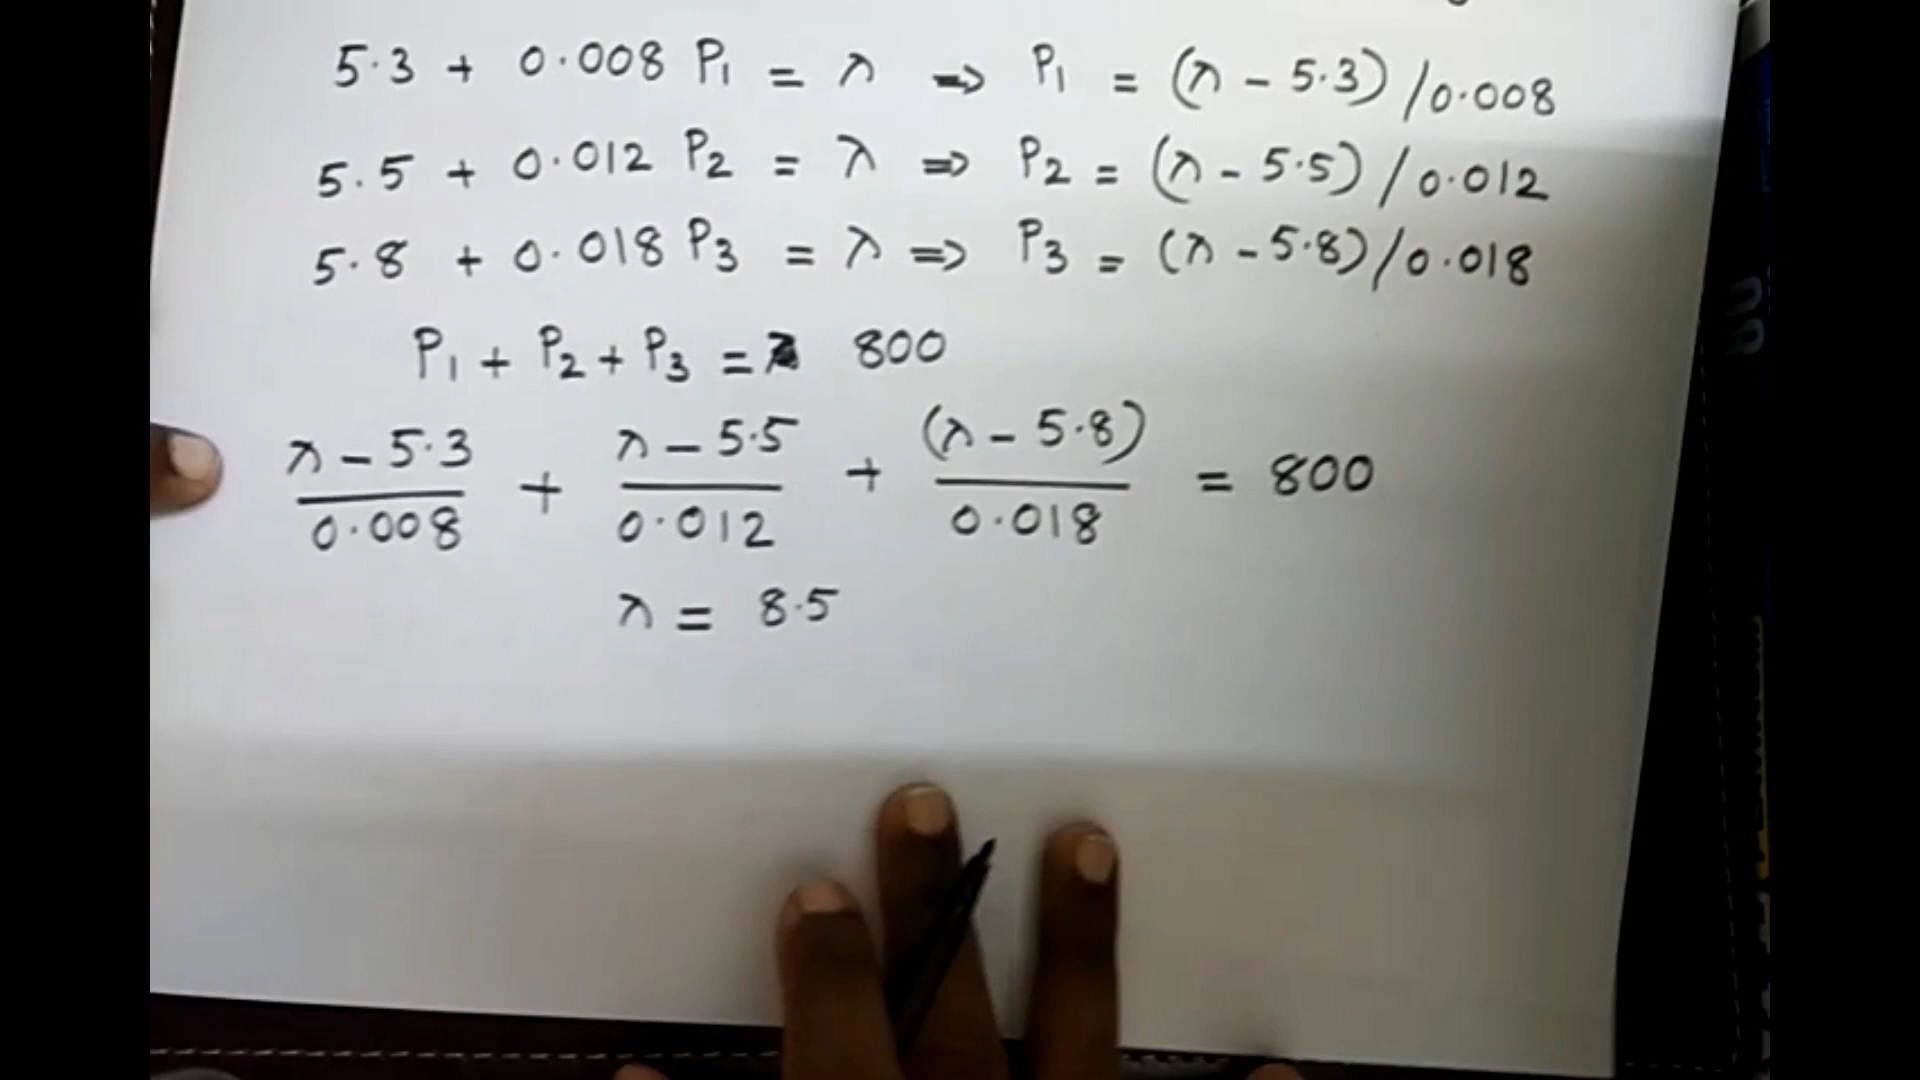 5.3 + 0.008 P1 = λ => P1 = (λ - 5.3) / 0.008
5.5 + 0.012 P2 = λ => P2 = (λ - 5.5) / 0.012
5.8 + 0.018 P3 = λ => P3 = (λ - 5.8) / 0.018
P1 + P2 + P3 = 800
λ - 5.3 / 0.008 + λ - 5.5 / 0.012 + (λ - 5.8) / 0.018 = 800
λ = 8.5